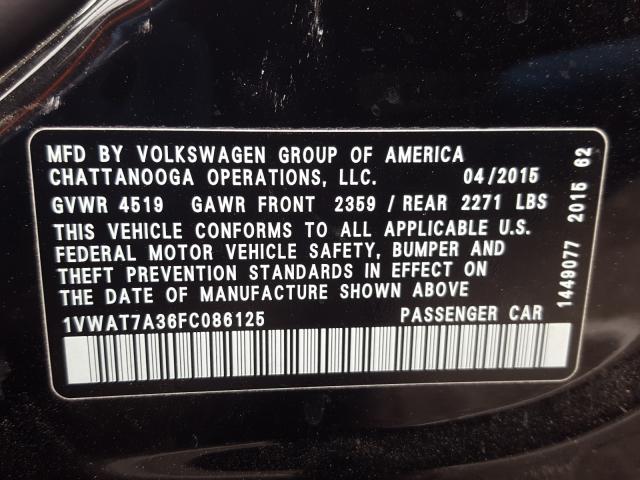 MFD BY VOLKSWAGEN GROUP OF AMERICA
CHATTANOOGA OPERATIONS, LLC. 04/2015
GVWR 4519 GAWR FRONT 2359 / REAR 2271 LBS
THIS VEHICLE CONFORMS TO ALL APPLICABLE U.S.
FEDERAL MOTOR VEHICLE SAFETY, BUMPER AND
THEFT PREVENTION STANDARDS IN EFFECT ON
THE DATE OF MANUFACTURE SHOWN ABOVE
1VWAT7A36FC086125 PASSENGER CAR
1449077 2015 62